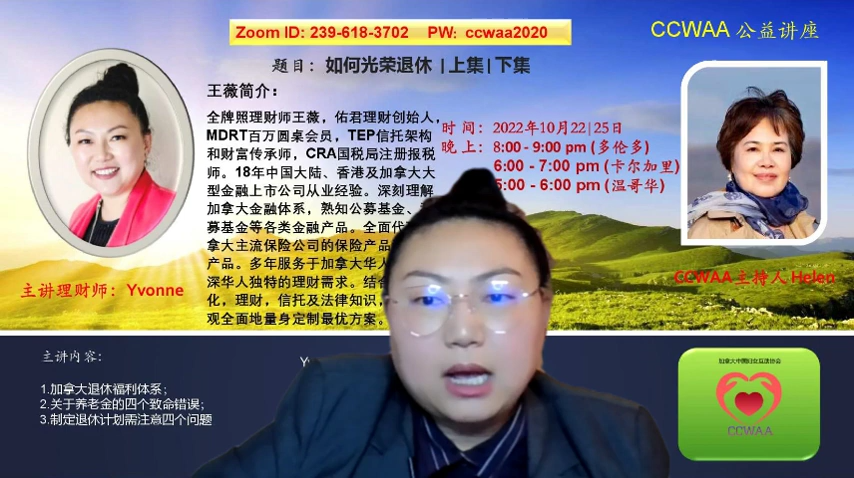 Zoom ID: 239-618-3702 PW: ccwaa2020
CCWAA 公益讲座
题目：如何光荣退休 |上集|下集
王薇简介：
全牌照理财师王薇，佑君理财创始人，
MDRT百万圆桌会员，TEP信托架构
和财富传承师，CRA国税局注册报税
师。18年中国大陆、香港及加拿大大
型金融上市公司从业经验。深刻理解
加拿大金融体系，熟知公募基金、
募基金等各类金融产品。全面代
拿大主流保险公司的保险产品
产品。多年服务于加拿大华人
深华人独特的理财需求。结合
化，理财，信托及法律知识，
观全面地量身定制最优方案。
时间：2022年10月22|25日
晚上：8:00 - 9:00 pm (多伦多)
6:00 - 7:00 pm (卡尔加里)
5:00 - 6:00 pm (温哥华)
主讲理财师：Yvonne
CCWAA主持人 Helen
主讲内容：
1.加拿大退休福利体系；
2.关于养老金的四个致命错误；
3.制定退休计划需注意四个问题
CCWAA